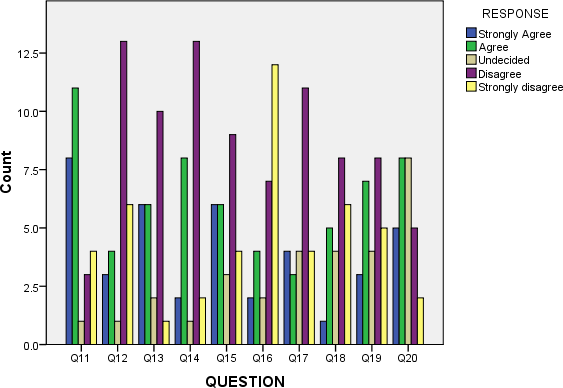 RESPONSE
Strongly Agree
Agree
Undecided
Disagree
Strongly disagree
Count
12.5
10.0
7.5
5.0
2.5
0.0
Q11 Q12 Q13 Q14 Q15 Q16 Q17 Q18 Q19 Q20
QUESTION